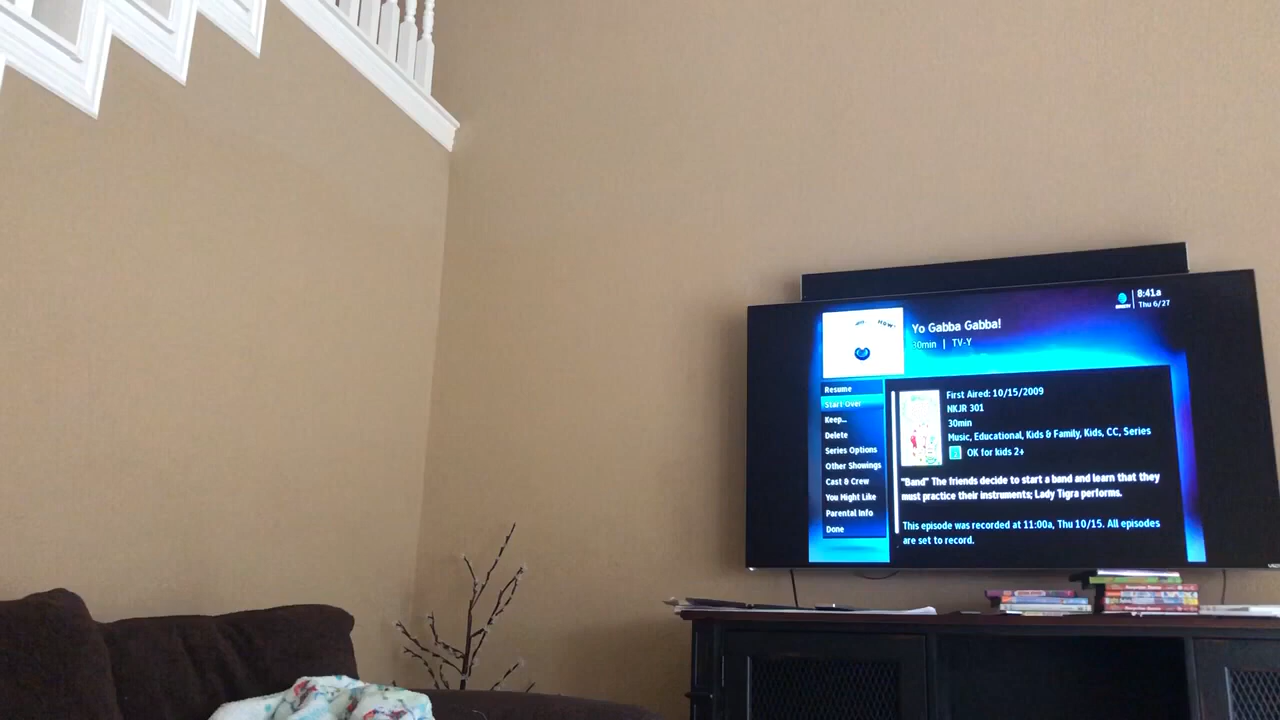 8:41a
Thu 6/27
Yo Gabba Gabba!
30min | TV-Y
Resume
Start Over
Keep...
Delete
Series Options
Other Showings
Cast & Crew
You Might Like
Parental Info
Done
First Aired: 10/15/2009
NKJR 301
30min
Music, Educational, Kids & Family, Kids, CC, Series
OK for kids 2+
"Band" The friends decide to start a band and learn that they
must practice their instruments; Lady Tigra performs.
This episode was recorded at 11:00a, Thu 10/15. All episodes
are set to record.